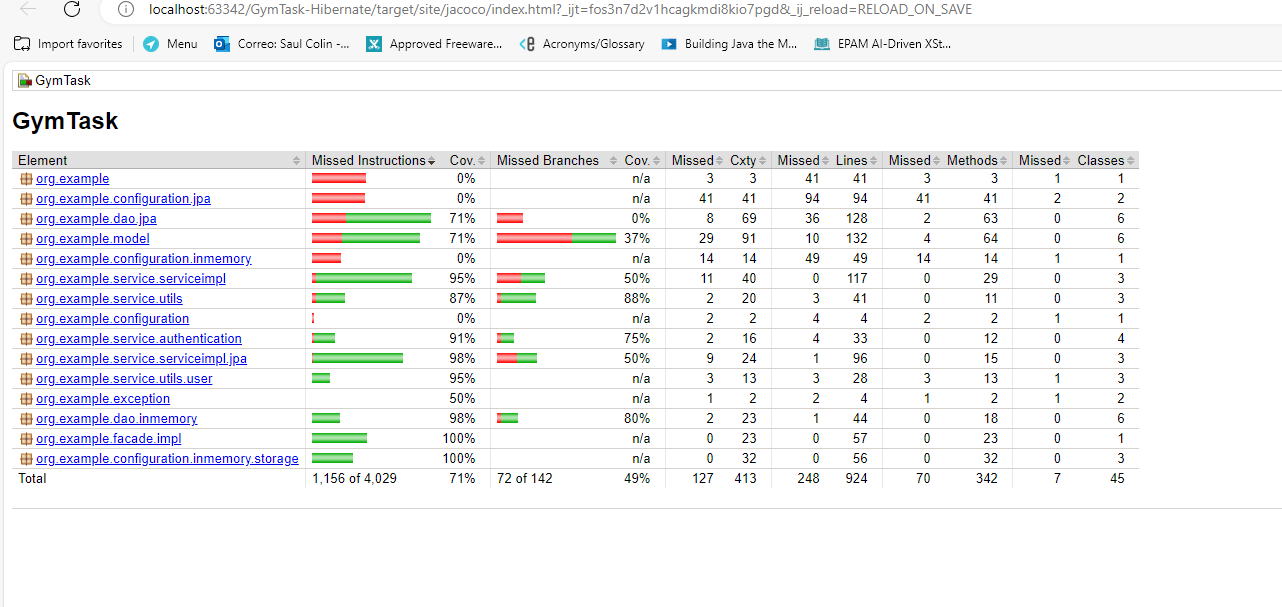 localhost:63342/GymTask-Hibernate/target/site/jacoco/index.html?_ijt=fos3n7d2v1hcagkmdi8kio7pgd&_ij_reload=RELOAD_ON_SAVE
Import favorites Menu Correo: Saul Colin -... Approved Freeware... Acronyms/Glossary Building Java the M... EPAM AI-Driven XSt...
GymTask
GymTask
Element Missed Instructions Cov. Missed Branches Cov. Missed Cxty Missed Lines Missed Methods Missed Classes
org.example 0% n/a 3 3 41 41 3 3 1 1
org.example.configuration.jpa 0% n/a 41 41 94 94 41 41 2 2
org.example.dao.jpa 71% 0% 8 69 36 128 2 63 0 6
org.example.model 71% 37% 29 91 10 132 4 64 0 6
org.example.configuration.inmemory 0% n/a 14 14 49 49 14 14 1 1
org.example.service.serviceimpl 95% 50% 11 40 0 117 0 29 0 3
org.example.service.utils 87% 88% 2 20 3 41 0 11 0 3
org.example.configuration 0% n/a 2 2 4 4 2 2 1 1
org.example.service.authentication 91% 75% 2 16 4 33 0 12 0 4
org.example.service.serviceimpl.jpa 98% 50% 9 24 1 96 0 15 0 3
org.example.service.utils.user 95% n/a 3 13 3 28 3 13 1 3
org.example.exception 50% n/a 1 2 2 4 1 2 1 2
org.example.dao.inmemory 98% 80% 2 23 1 44 0 18 0 6
org.example.facade.impl 100% n/a 0 23 0 57 0 23 0 1
org.example.configuration.inmemory.storage 100% n/a 0 32 0 56 0 32 0 3
Total 1,156 of 4,029 71% 72 of 142 49% 127 413 248 924 70 342 7 45